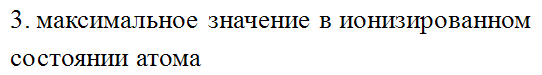 3. максимальное значение в ионизированном
состоянии атома